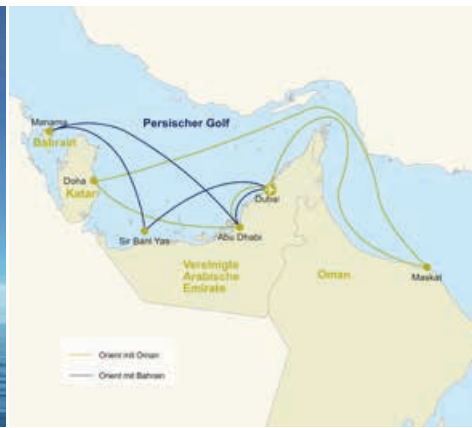 Manama
Persischer Golf
Bahrain
Doha
Katar
Dubai
Sir Bani Yas
Abu Dhabi
Vereinigte
Arabische
Emirate
Oman
Maskat
Orient mit Oman
Orient mit Bahrain